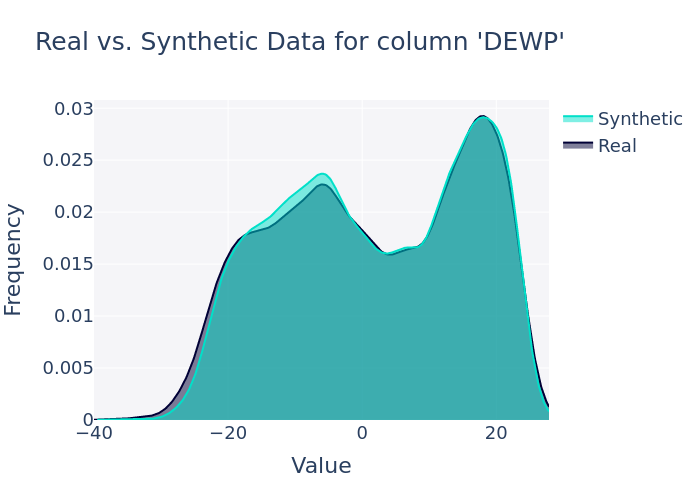 Real vs. Synthetic Data for column 'DEWP'
Synthetic
Real
0.03
0.025
0.02
0.015
0.01
0.005
0
Frequency
−40
−20
0
20
Value